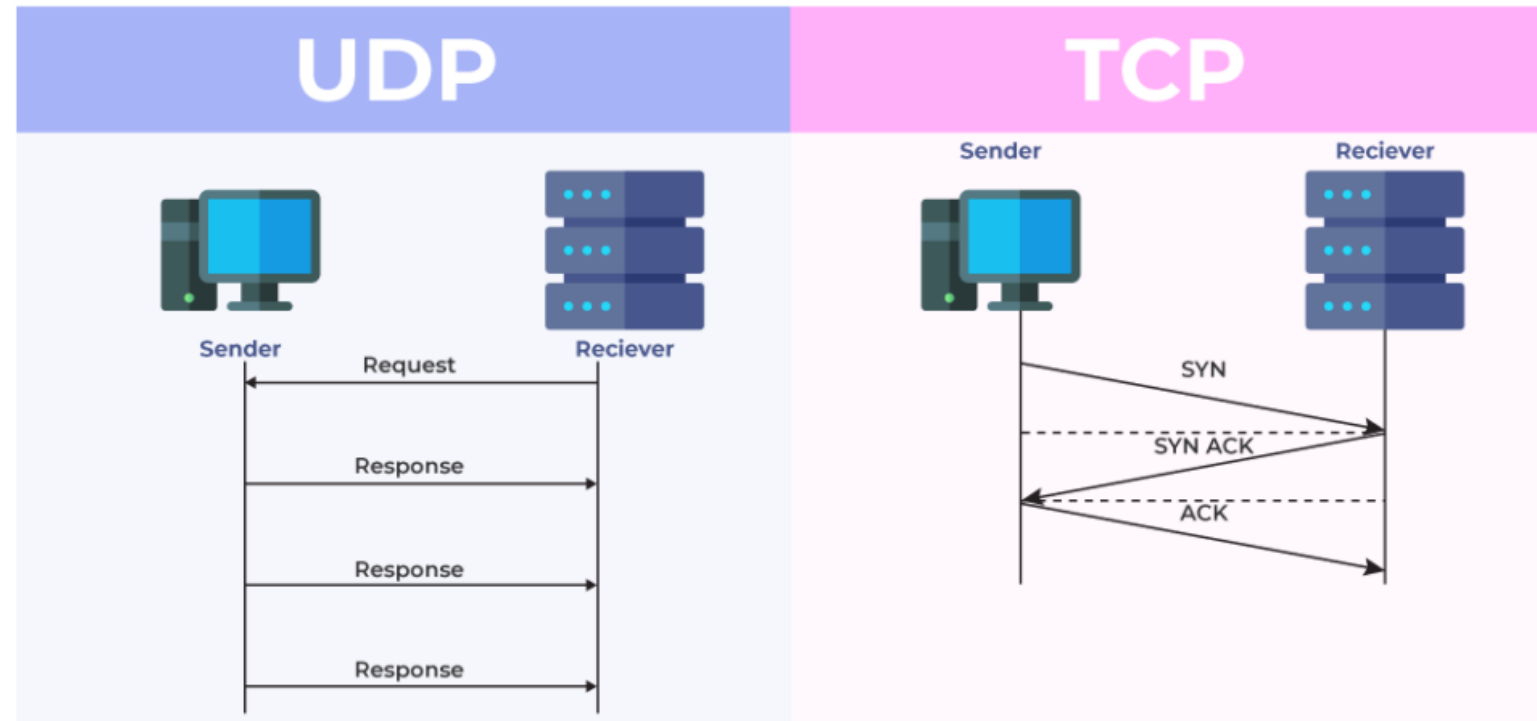 UDP
Sender
Reciever
Request
Response
Response
Response
TCP
Sender
Reciever
SYN
SYN ACK
ACK